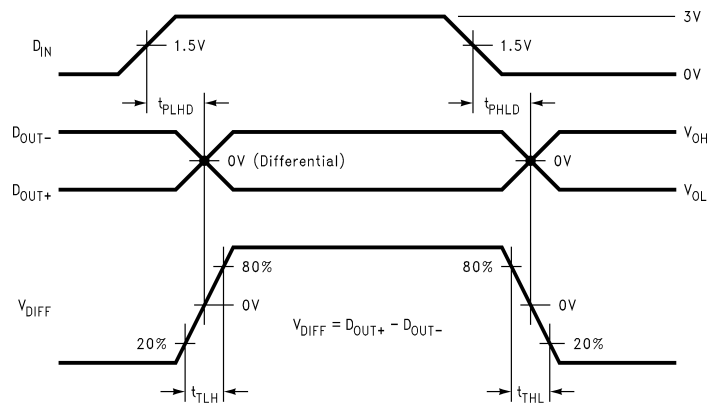 3V
D_IN
1.5V
1.5V
0V
t_PLHD
t_PHLD
D_OUT−
V_OH
0V (Differential)
0V
D_OUT+
V_OL
80%
80%
V_DIFF
0V
0V
V_DIFF = D_OUT+ − D_OUT−
20%
20%
t_TLH
t_THL